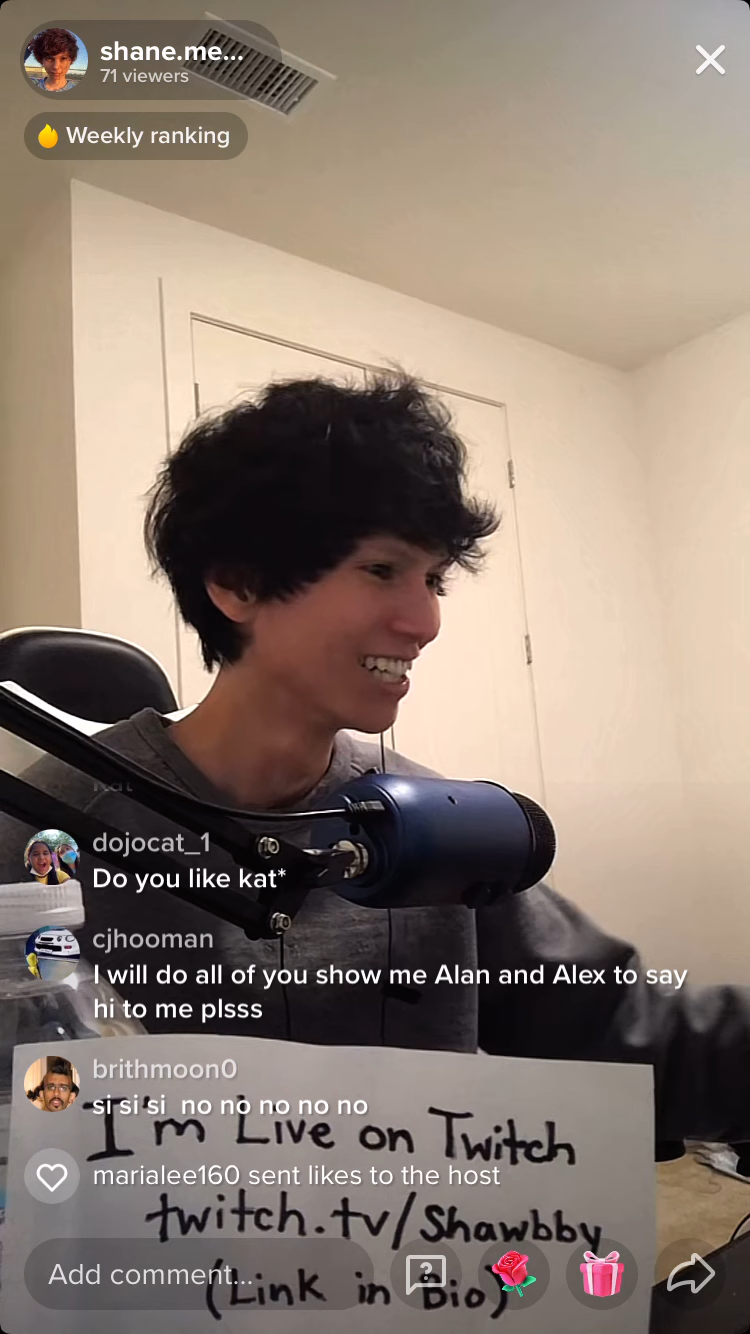 shane.me...
71 viewers
Weekly ranking
dojocat_1
Do you like kat*
cjhooman
I will do all of you show me Alan and Alex to say
hi to me plsss
brithmoon0
si si si no no no no no
I'm Live on Twitch
marialee160 sent likes to the host
twitch.tv/Shawbby
Add comment...
(Link in Bio)